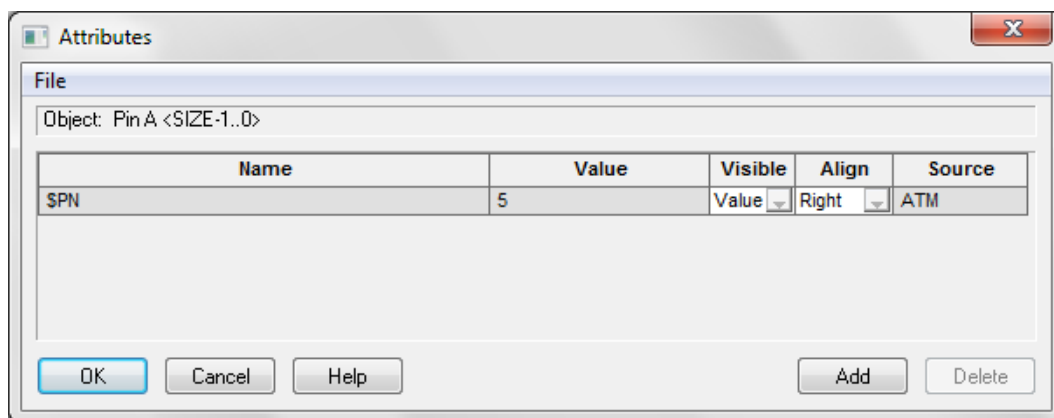 Attributes
File
Object: Pin A <SIZE-1..0>
Name Value Visible Align Source
$PN 5 Value Right ATM
OK Cancel Help Add Delete